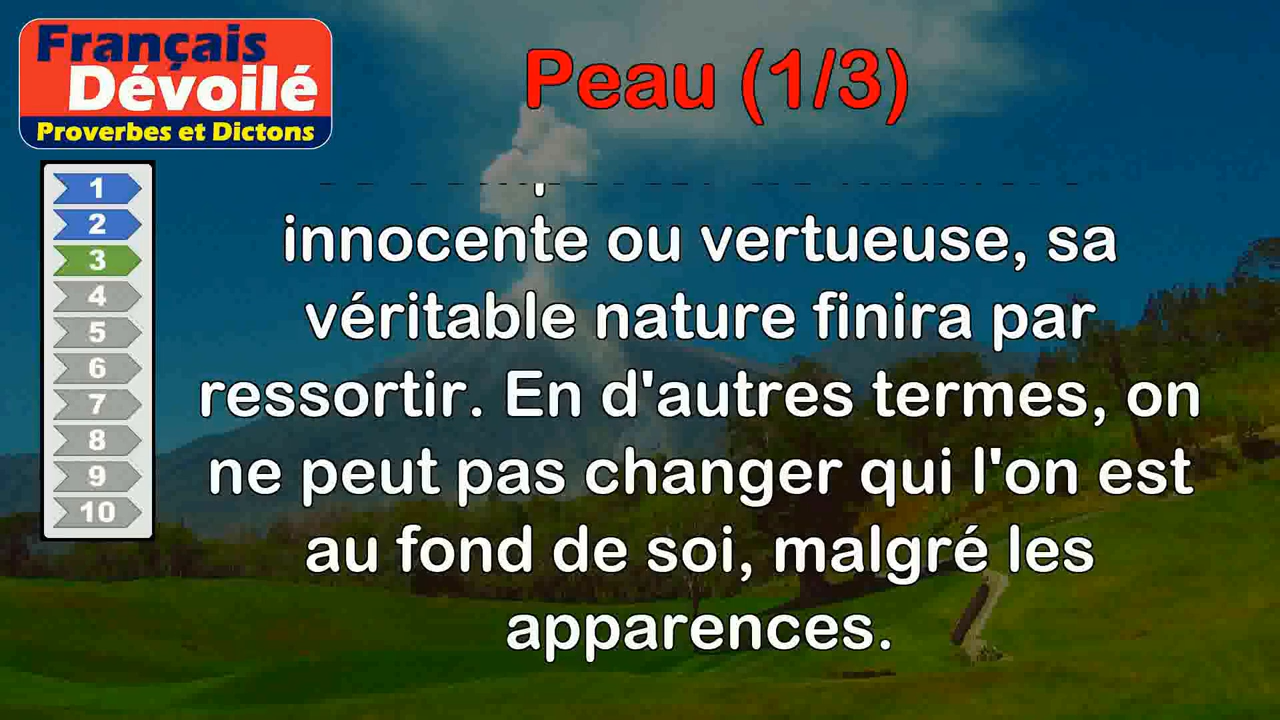 Français
Dévoilé
Proverbes et Dictons
Peau (1/3)
1
2
3
4
5
6
7
8
9
10
innocente ou vertueuse, sa
véritable nature finira par
ressortir. En d'autres termes, on
ne peut pas changer qui l'on est
au fond de soi, malgré les
apparences.